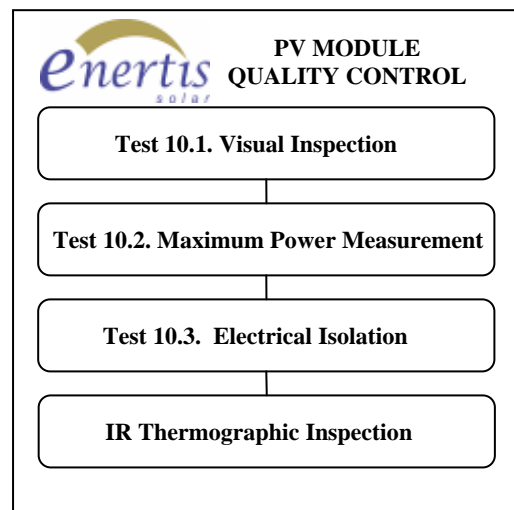 enertis
solar
PV MODULE
QUALITY CONTROL
Test 10.1. Visual Inspection
Test 10.2. Maximum Power Measurement
Test 10.3. Electrical Isolation
IR Thermographic Inspection